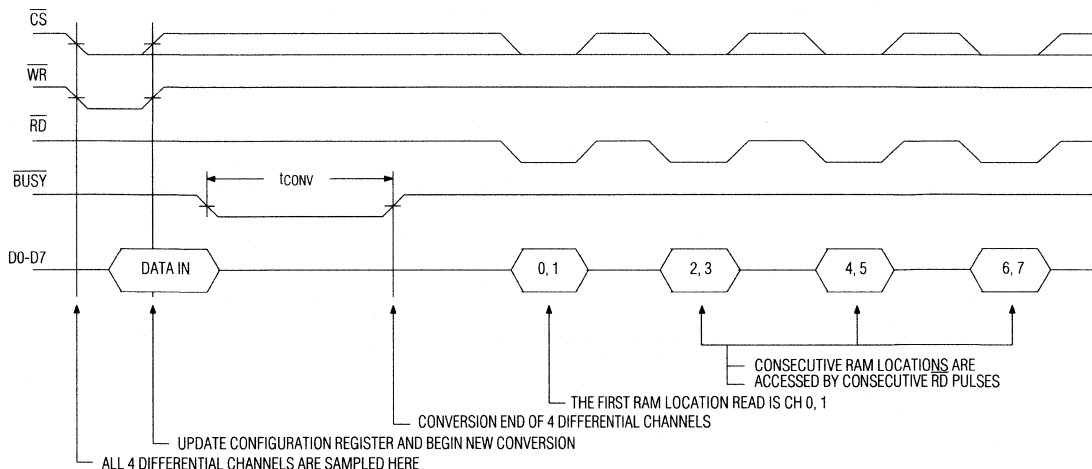 CS
WR
RD
BUSY
tCONV
D0-D7
DATA IN
0, 1
2, 3
4, 5
6, 7
CONSECUTIVE RAM LOCATIONS ARE
ACCESSED BY CONSECUTIVE RD PULSES
THE FIRST RAM LOCATION READ IS CH 0, 1
CONVERSION END OF 4 DIFFERENTIAL CHANNELS
UPDATE CONFIGURATION REGISTER AND BEGIN NEW CONVERSION
ALL 4 DIFFERENTIAL CHANNELS ARE SAMPLED HERE